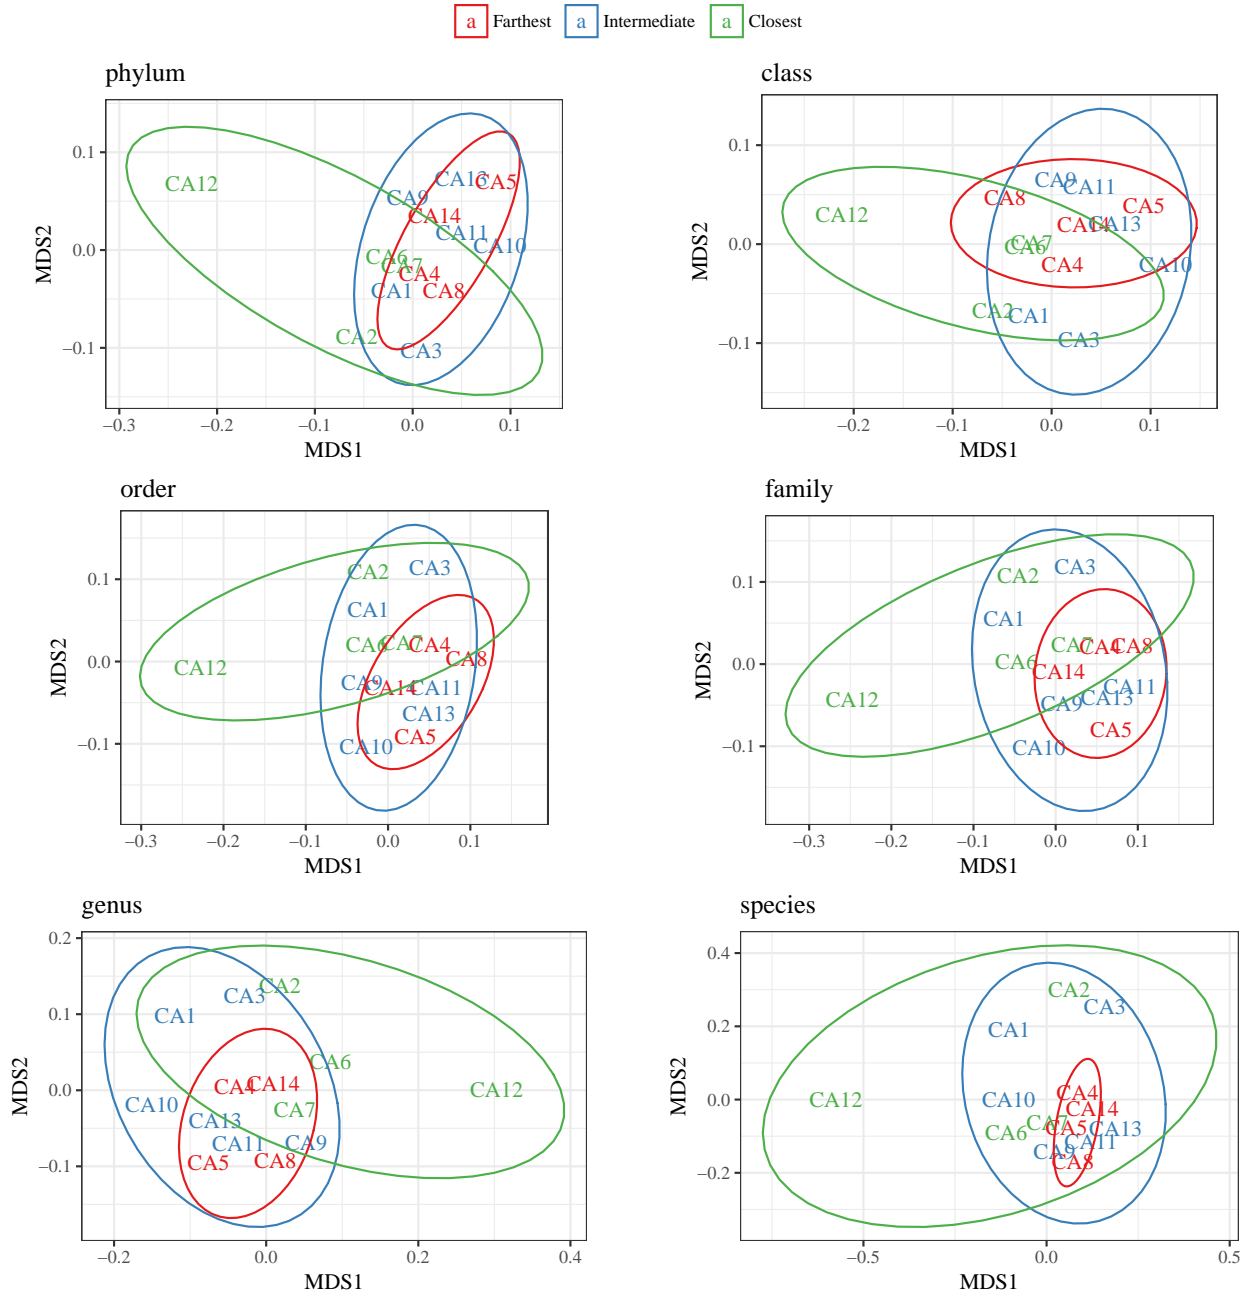 a Farthest a Intermediate a Closest
phylum
class
0.1
0.0
−0.1
MDS2
CA12
CA13
CA5
CA9
CA14
CA11
CA10
CA6
CA7
CA4
CA1
CA8
CA2
CA3
−0.3 −0.2 −0.1 0.0 0.1
MDS1
0.1
0.0
−0.1
MDS2
CA9
CA11
CA8
CA5
CA12
CA14
CA13
CA7
CA6
CA4
CA10
CA2
CA1
CA3
−0.2 −0.1 0.0 0.1
MDS1
order
family
0.1
0.0
−0.1
MDS2
CA2
CA3
CA1
CA6
CA7
CA4
CA8
CA12
CA9
CA14
CA11
CA13
CA5
CA10
−0.3 −0.2 −0.1 0.0 0.1
MDS1
0.1
0.0
−0.1
MDS2
CA2
CA3
CA1
CA7
CA4
CA8
CA6
CA14
CA11
CA12
CA9
CA13
CA5
CA10
−0.3 −0.2 −0.1 0.0 0.1
MDS1
genus
species
0.2
0.1
0.0
−0.1
MDS2
CA3
CA2
CA1
CA6
CA4
CA14
CA12
CA10
CA7
CA13
CA11
CA9
CA5
CA8
−0.2 0.0 0.2 0.4
MDS1
0.4
0.2
0.0
−0.2
MDS2
CA2
CA3
CA1
CA4
CA12
CA10
CA14
CA7
CA5
CA13
CA6
CA11
CA9
CA8
−0.5 0.0 0.5
MDS1